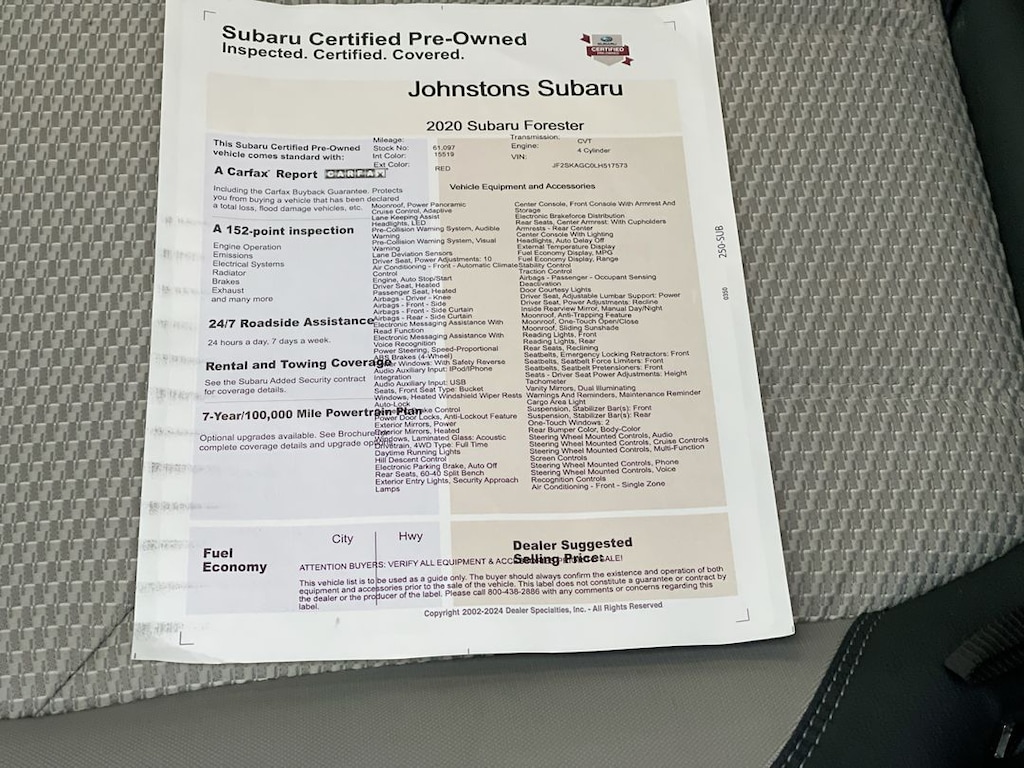 Subaru Certified Pre-Owned
Inspected. Certified. Covered.
SUBARU
CERTIFIED
PRE-OWNED
Johnstons Subaru
2020 Subaru Forester
This Subaru Certified Pre-Owned
vehicle comes standard with:
A Carfax Report CARFAX
Including the Carfax Buyback Guarantee. Protects
you from buying a vehicle that has been declared
a total loss, flood damage vehicles, etc.
A 152-point inspection
Engine Operation
Emissions
Electrical Systems
Radiator
Brakes
Exhaust
and many more
24/7 Roadside Assistance
24 hours a day, 7 days a week.
Rental and Towing Coverage
See the Subaru Added Security contract
for coverage details.
7-Year/100,000 Mile Powertrain Plan
Optional upgrades available. See Brochure for
complete coverage details and upgrade
Mileage: 61,097
Stock No: 15519
Int Color:
Ext Color: RED
Transmission: CVT
Engine: 4 Cylinder
VIN: JF2SKAGC0LH517573
Vehicle Equipment and Accessories
Moonroof, Power Panoramic
Cruise Control, Adaptive
Lane Keeping Assist
Headlights, LED
Pre-Collision Warning System, Audible
Warning
Pre-Collision Warning System, Visual
Warning
Lane Deviation Sensors
Driver Seat, Power Adjustments: 10
Air Conditioning - Front - Automatic Climate
Control
Engine, Auto Stop/Start
Driver Seat, Heated
Passenger Seat, Heated
Airbags - Driver - Knee
Airbags - Front - Side
Airbags - Front - Side Curtain
Airbags - Rear - Side Curtain
Electronic Messaging Assistance With
Read Function
Electronic Messaging Assistance With
Voice Recognition
Power Steering, Speed-Proportional
ABS Brakes (4-Wheel)
Power Windows: With Safety Reverse
Audio Auxiliary Input: IPod/IPhone
Integration
Audio Auxiliary Input: USB
Seats, Front Seat Type: Bucket
Windows, Heated Windshield Wiper Rests
Auto-Lock
Control
Power Door Locks, Anti-Lockout Feature
Exterior Mirrors, Power
Exterior Mirrors, Heated
Windows, Laminated Glass: Acoustic
Drivetrain, 4WD Type: Full Time
Daytime Running Lights
Hill Descent Control
Electronic Parking Brake, Auto Off
Rear Seats, 60-40 Split Bench
Exterior Entry Lights, Security Approach
Lamps
Center Console, Front Console With Armrest And
Storage
Electronic Brakeforce Distribution
Rear Seats, Center Armrest: With Cupholders
Armrests - Rear Center
Center Console With Lighting
Headlights, Auto Delay Off
External Temperature Display
Fuel Economy Display, MPG
Fuel Economy Display, Range
Stability Control
Traction Control
Airbags - Passenger - Occupant Sensing
Deactivation
Door Courtesy Lights
Driver Seat, Adjustable Lumbar Support: Power
Driver Seat, Power Adjustments: Recline
Inside Rearview Mirror, Manual Day/Night
Moonroof, Anti-Trapping Feature
Moonroof, One-Touch Open/Close
Moonroof, Sliding Sunshade
Reading Lights, Front
Reading Lights, Rear
Rear Seats, Reclining
Seatbelts, Emergency Locking Retractors: Front
Seatbelts, Seatbelt Force Limiters: Front
Seatbelts, Seatbelt Pretensioners: Front
Seats - Driver Seat Power Adjustments: Height
Tachometer
Vanity Mirrors, Dual Illuminating
Warnings And Reminders, Maintenance Reminder
Cargo Area Light
Suspension, Stabilizer Bar(s): Front
Suspension, Stabilizer Bar(s): Rear
One-Touch Windows: 2
Rear Bumper Color, Body-Color
Steering Wheel Mounted Controls, Audio
Steering Wheel Mounted Controls, Cruise Controls
Steering Wheel Mounted Controls, Multi-Function
Screen Controls
Steering Wheel Mounted Controls, Phone
Steering Wheel Mounted Controls, Voice
Recognition Controls
Air Conditioning - Front - Single Zone
250-SUB
0350
Fuel
Economy
City
Hwy
Dealer Suggested
Selling Price:
ATTENTION BUYERS: VERIFY ALL EQUIPMENT & SALE!
This vehicle list is to be used as a guide only. The buyer should always confirm the existence and operation of both
equipment and accessories prior to the sale of the vehicle. This label does not constitute a guarantee or contract by
the dealer or the producer of the label. Please call 800-438-2886 with any comments or concerns regarding this
label.
Copyright 2002-2024 Dealer Specialties, Inc. - All Rights Reserved